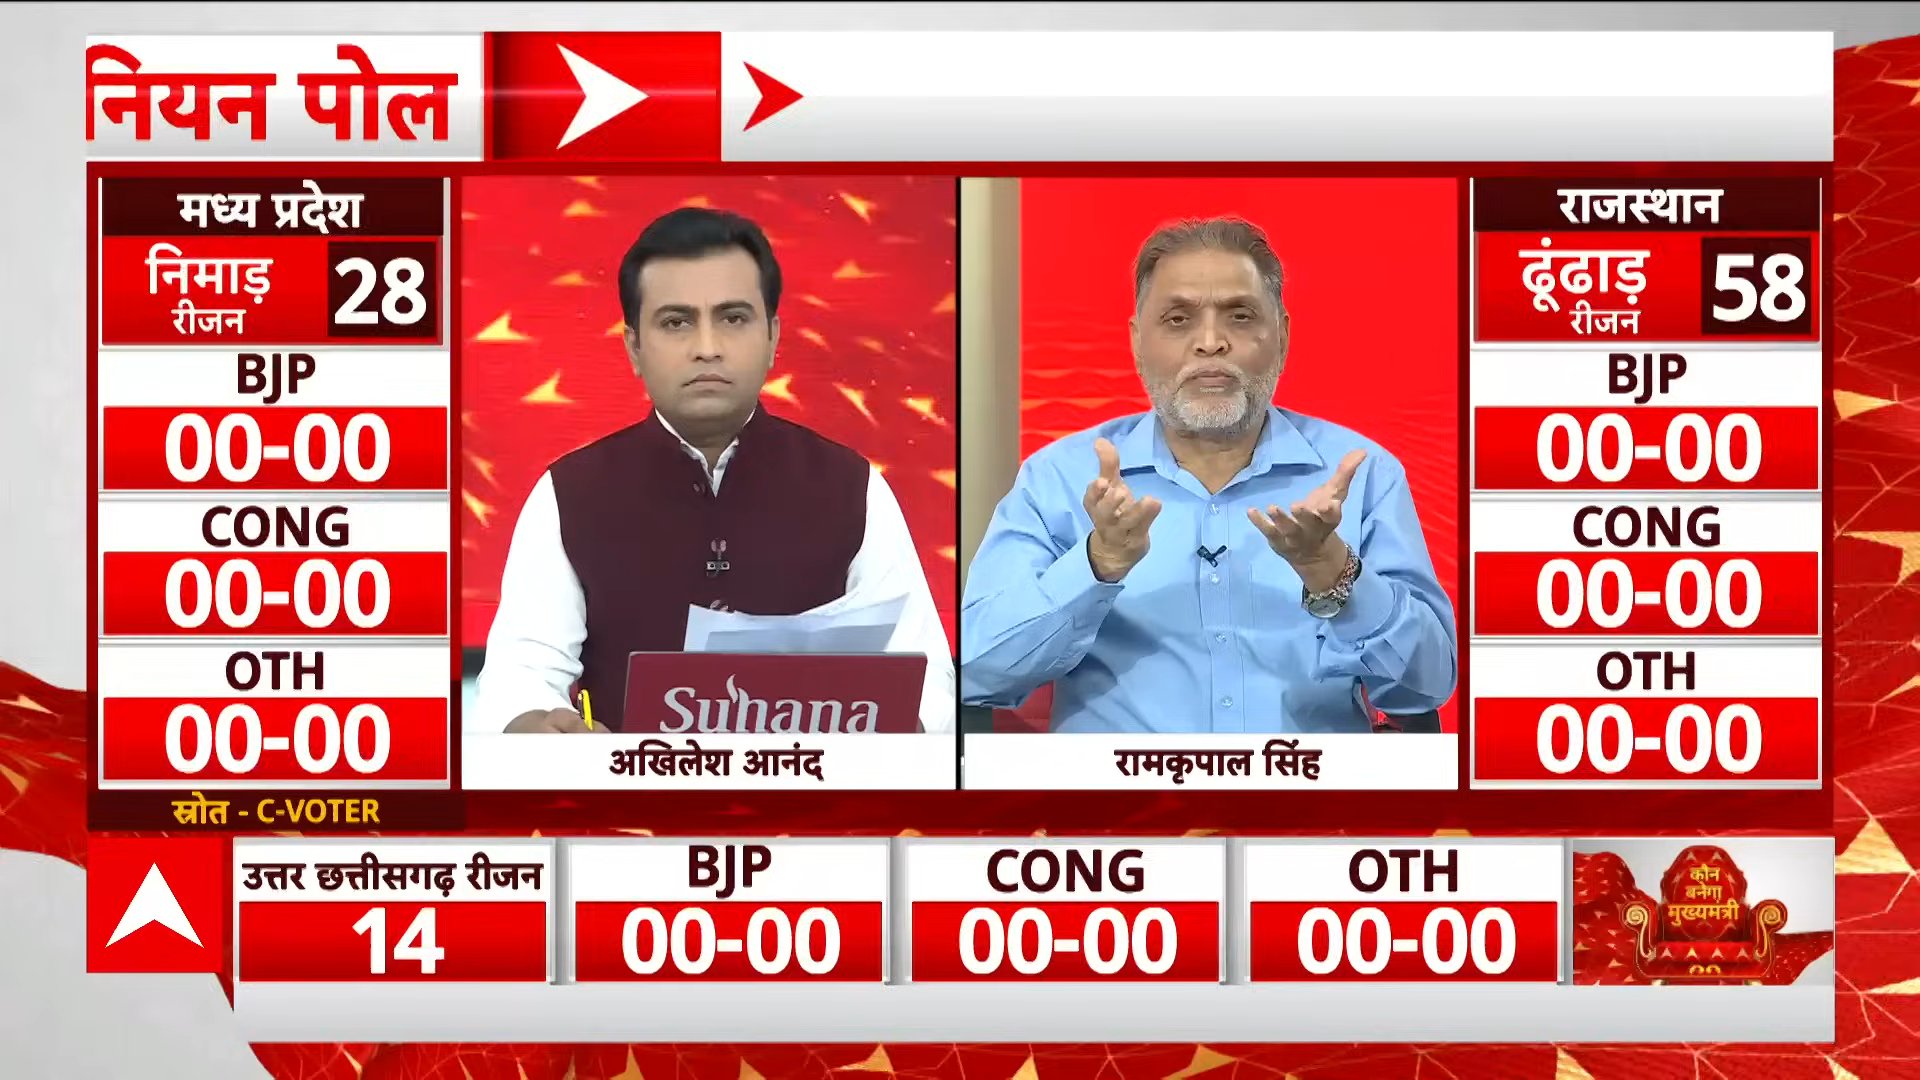 नियन पोल
मध्य प्रदेश
निमाड़
रीजन
28
BJP
00-00
CONG
00-00
OTH
00-00
स्रोत - C-VOTER
Suhana
अखिलेश आनंद
रामकृपाल सिंह
राजस्थान
ढूंढाड़
रीजन
58
BJP
00-00
CONG
00-00
OTH
00-00
उत्तर छत्तीसगढ़ रीजन
14
BJP
00-00
CONG
00-00
OTH
00-00
कौन
बनेगा
मुख्यमंत्री